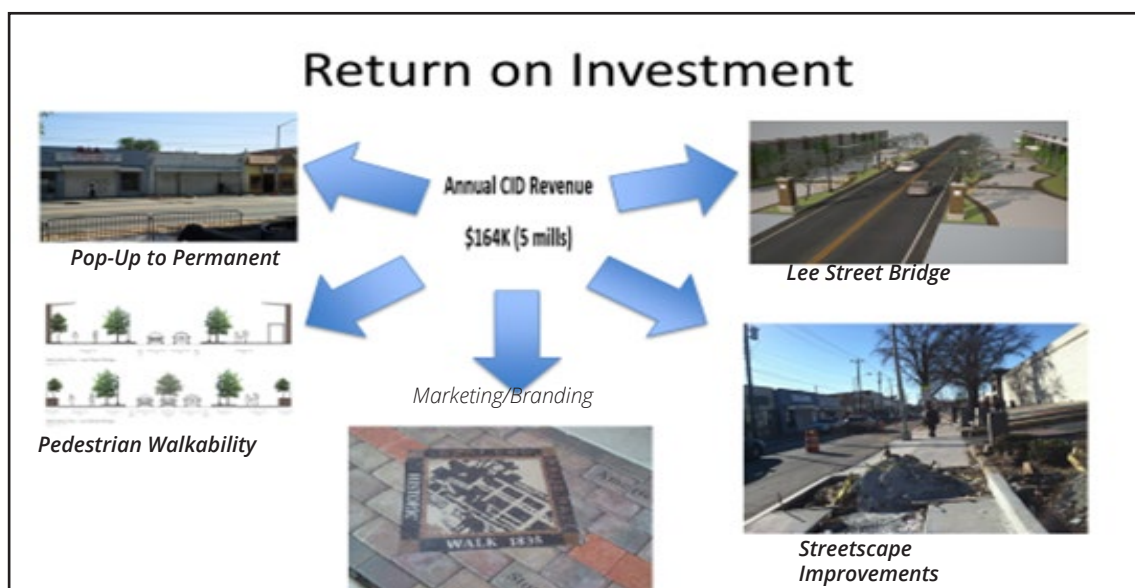 Return on Investment
Annual CID Revenue
$164K (5 mills)
Pop-Up to Permanent
Lee Street Bridge
Marketing/Branding
Pedestrian Walkability
HISTORIC
WALK 1835
Streetscape
Improvements